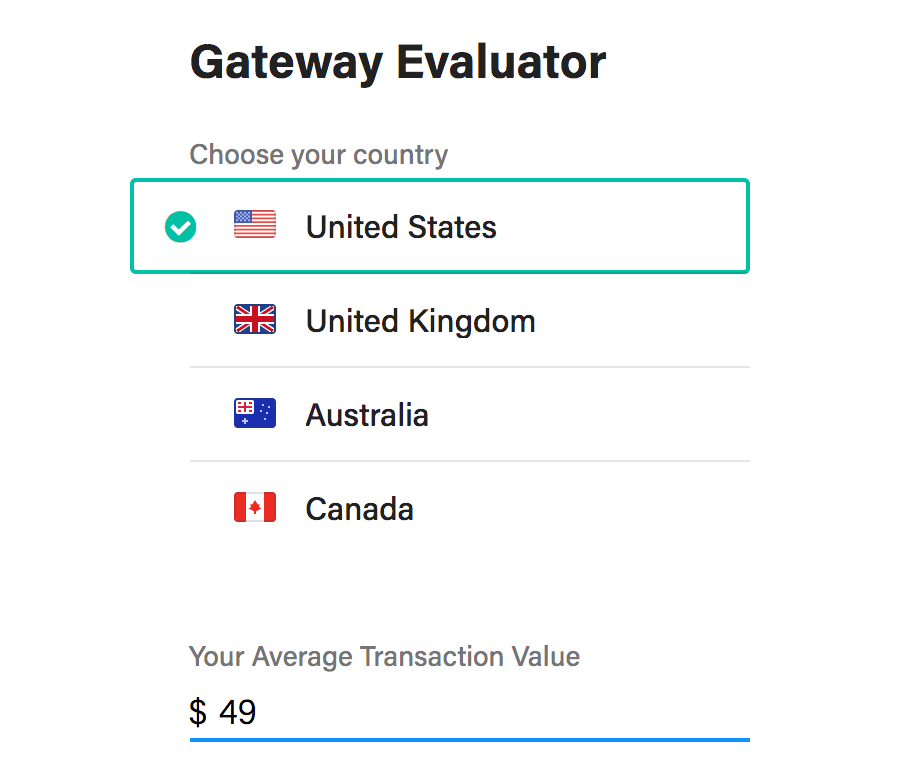 Gateway Evaluator
Choose your country
United States
United Kingdom
Australia
Canada
Your Average Transaction Value
$ 49